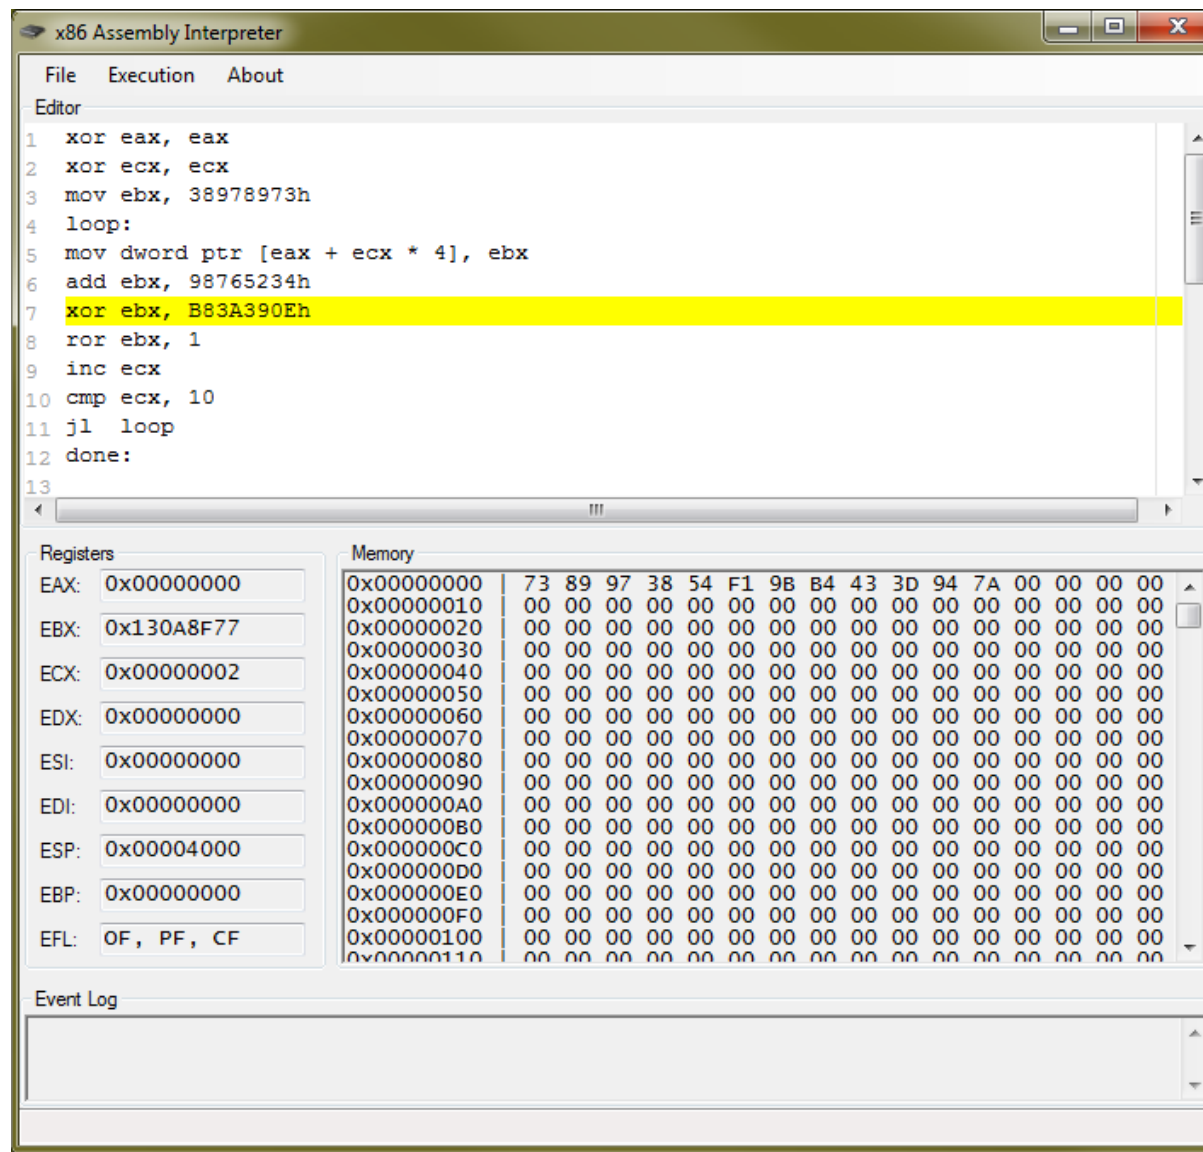 x86 Assembly Interpreter
File Execution About
Editor
1 xor eax, eax
2 xor ecx, ecx
3 mov ebx, 38978973h
4 loop:
5 mov dword ptr [eax + ecx * 4], ebx
6 add ebx, 98765234h
7 xor ebx, B83A390Eh
8 ror ebx, 1
9 inc ecx
10 cmp ecx, 10
11 jl loop
12 done:
13
Registers
EAX: 0x00000000
EBX: 0x130A8F77
ECX: 0x00000002
EDX: 0x00000000
ESI: 0x00000000
EDI: 0x00000000
ESP: 0x00004000
EBP: 0x00000000
EFL: OF, PF, CF
Memory
0x00000000 | 73 89 97 38 54 F1 9B B4 43 3D 94 7A 00 00 00 00
0x00000010 | 00 00 00 00 00 00 00 00 00 00 00 00 00 00 00 00
0x00000020 | 00 00 00 00 00 00 00 00 00 00 00 00 00 00 00 00
0x00000030 | 00 00 00 00 00 00 00 00 00 00 00 00 00 00 00 00
0x00000040 | 00 00 00 00 00 00 00 00 00 00 00 00 00 00 00 00
0x00000050 | 00 00 00 00 00 00 00 00 00 00 00 00 00 00 00 00
0x00000060 | 00 00 00 00 00 00 00 00 00 00 00 00 00 00 00 00
0x00000070 | 00 00 00 00 00 00 00 00 00 00 00 00 00 00 00 00
0x00000080 | 00 00 00 00 00 00 00 00 00 00 00 00 00 00 00 00
0x00000090 | 00 00 00 00 00 00 00 00 00 00 00 00 00 00 00 00
0x000000A0 | 00 00 00 00 00 00 00 00 00 00 00 00 00 00 00 00
0x000000B0 | 00 00 00 00 00 00 00 00 00 00 00 00 00 00 00 00
0x000000C0 | 00 00 00 00 00 00 00 00 00 00 00 00 00 00 00 00
0x000000D0 | 00 00 00 00 00 00 00 00 00 00 00 00 00 00 00 00
0x000000E0 | 00 00 00 00 00 00 00 00 00 00 00 00 00 00 00 00
0x000000F0 | 00 00 00 00 00 00 00 00 00 00 00 00 00 00 00 00
0x00000100 | 00 00 00 00 00 00 00 00 00 00 00 00 00 00 00 00
0x00000110 | 00 00 00 00 00 00 00 00 00 00 00 00 00 00 00 00
Event Log